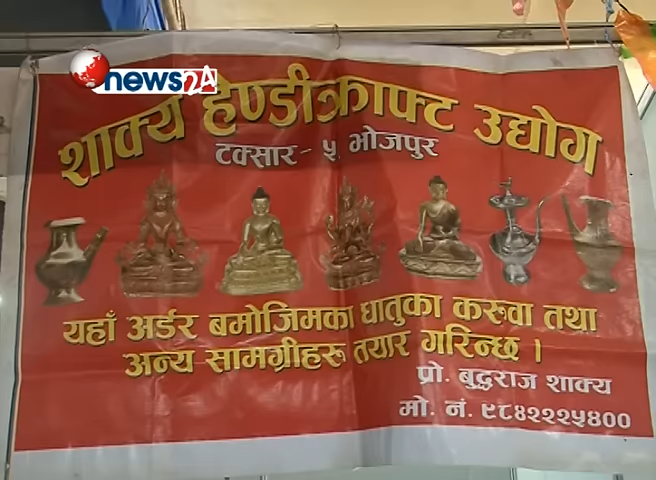 news24
शाक्य हेण्डीक्राफ्ट उद्योग
टक्सार- ५, भोजपुर
यहाँ अर्डर बमोजिमका धातुका करुवा तथा
अन्य सामग्रीहरु तयार गरिन्छ ।
प्रो. बुद्धराज शाक्य
मो. नं. ९८४२२२५४००